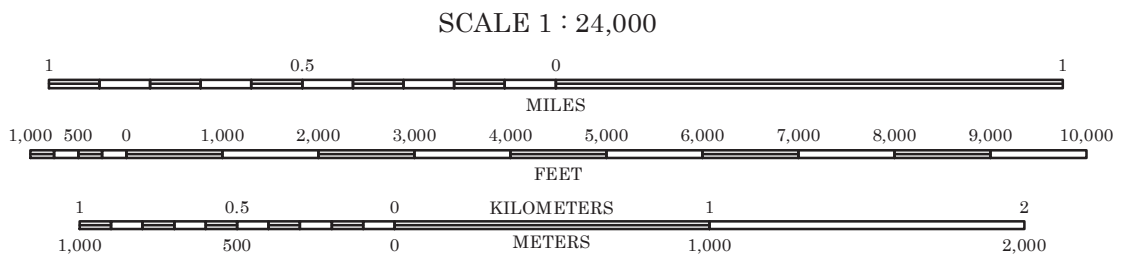 SCALE 1 : 24,000
1 0.5 0 1
MILES
1,000 500 0 1,000 2,000 3,000 4,000 5,000 6,000 7,000 8,000 9,000 10,000
FEET
1 0.5 0 KILOMETERS 1 2
1,000 500 0 METERS 1,000 2,000